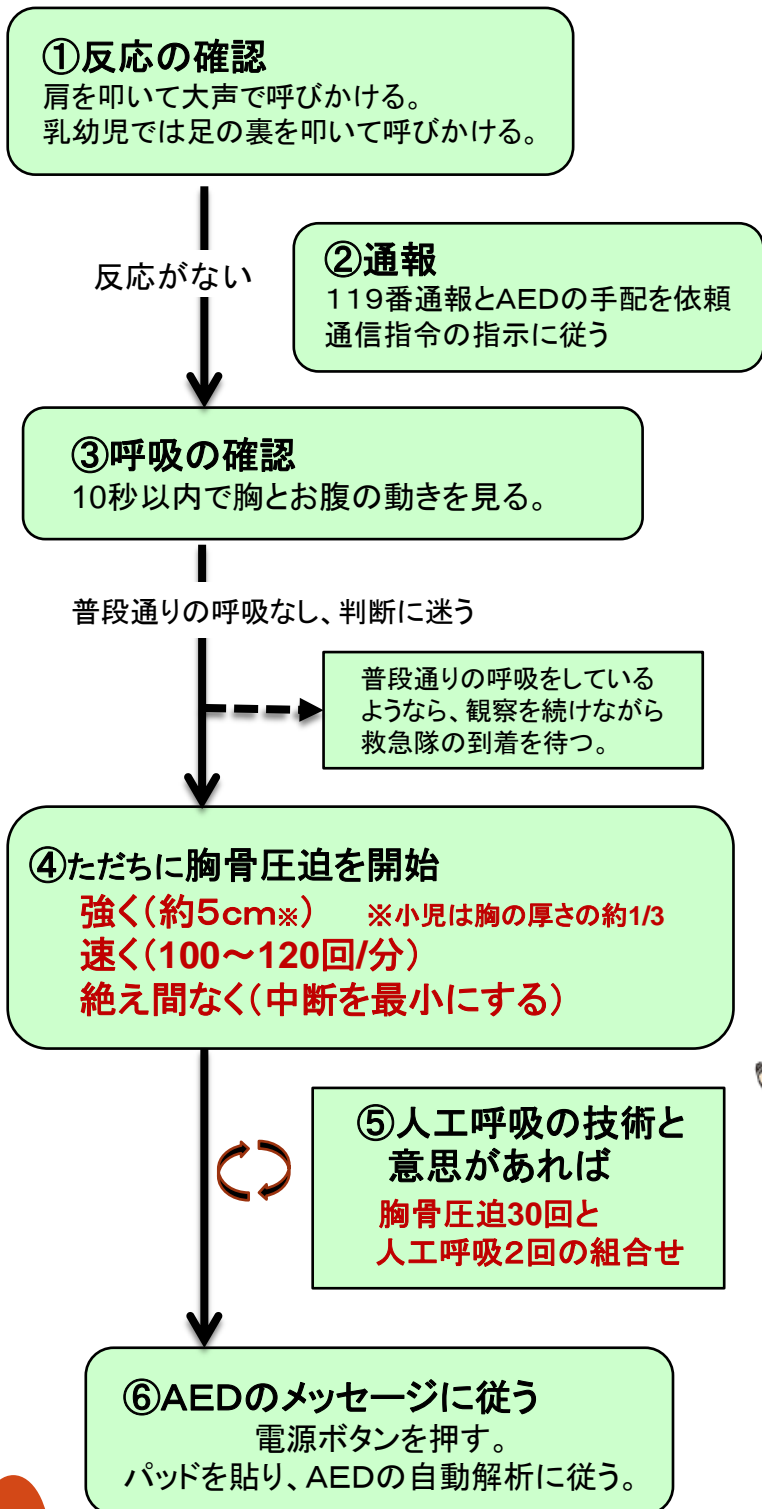 ①反応の確認
肩を叩いて大声で呼びかける。
乳幼児では足の裏を叩いて呼びかける。
反応がない
②通報
119番通報とAEDの手配を依頼
通信指令の指示に従う
③呼吸の確認
10秒以内で胸とお腹の動きを見る。
普段通りの呼吸なし、判断に迷う
普段通りの呼吸をしている
ようなら、観察を続けながら
救急隊の到着を待つ。
④ただちに胸骨圧迫を開始
強く(約5cm※) ※小児は胸の厚さの約1/3
速く(100～120回/分)
絶え間なく(中断を最小にする)
⑤人工呼吸の技術と
意思があれば
胸骨圧迫30回と
人工呼吸2回の組合せ
⑥AEDのメッセージに従う
電源ボタンを押す。
パッドを貼り、AEDの自動解析に従う。